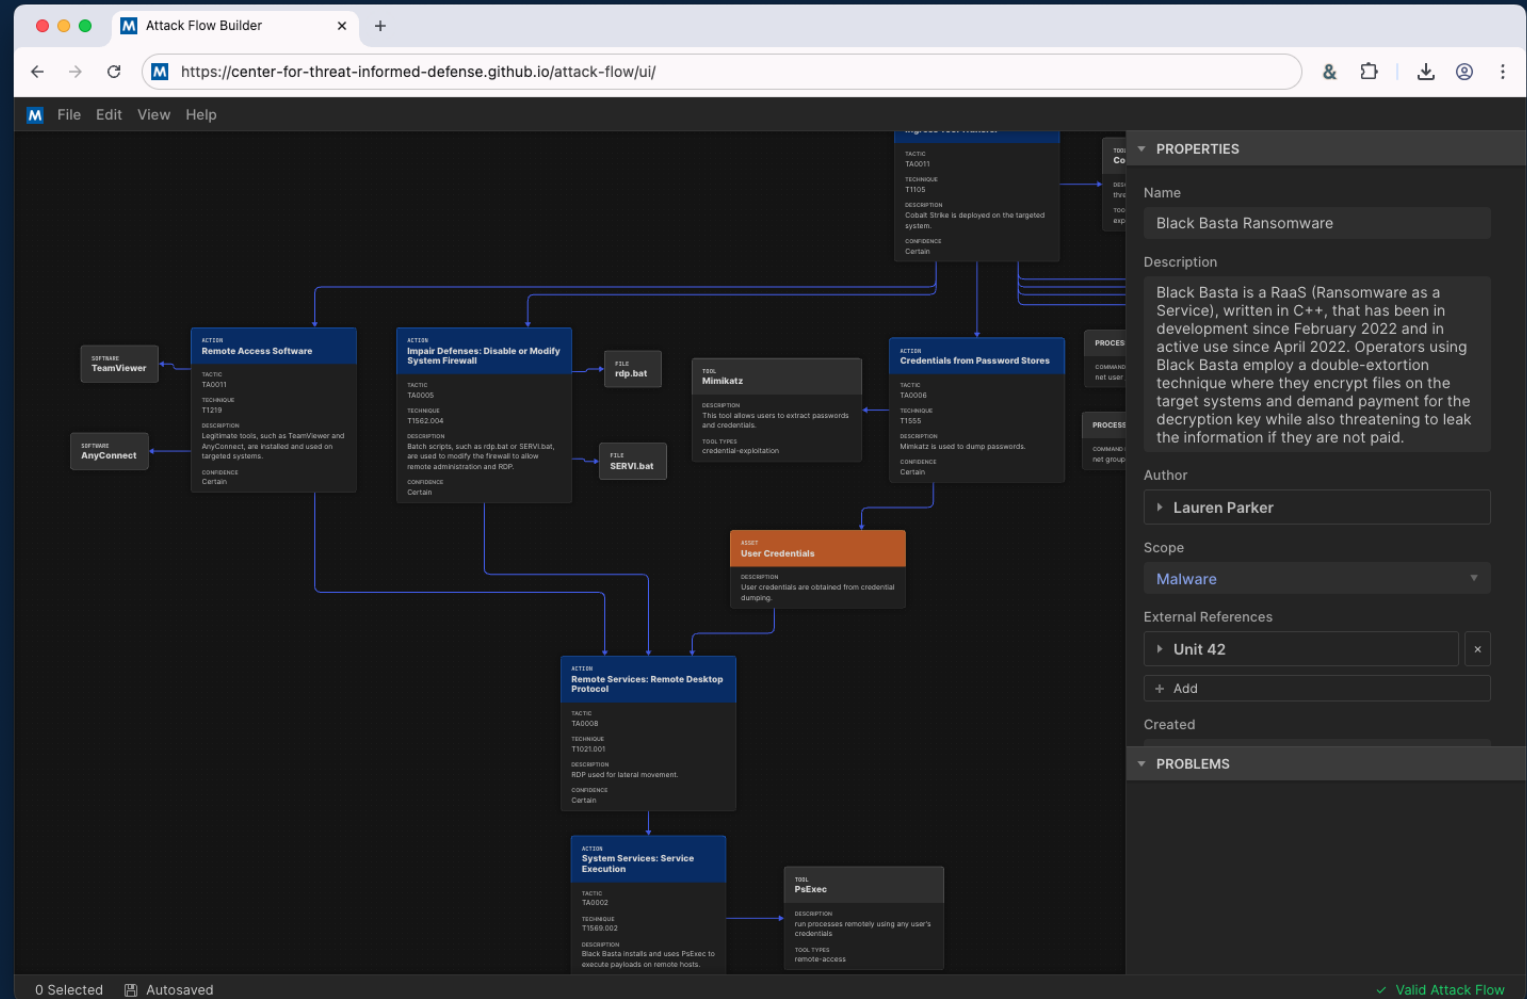 M Attack Flow Builder
https://center-for-threat-informed-defense.github.io/attack-flow/ui/
&
M File Edit View Help
TACTIC
TA0011
TECHNIQUE
T1105
DESCRIPTION
Cobalt Strike is deployed on the targeted
system.
CONFIDENCE
Certain
Co
SOFTWARE
TeamViewer
SOFTWARE
AnyConnect
ACTION
Remote Access Software
TACTIC
TA0011
TECHNIQUE
T1219
DESCRIPTION
Legitimate tools, such as TeamViewer and
AnyConnect, are installed and used on
targeted systems.
CONFIDENCE
Certain
ACTION
Impair Defenses: Disable or Modify
System Firewall
TACTIC
TA0005
TECHNIQUE
T1562.004
DESCRIPTION
Batch scripts, such as rdp.bat or SERVI.bat,
are used to modify the firewall to allow
remote administration and RDP.
CONFIDENCE
Certain
FILE
rdp.bat
FILE
SERVI.bat
TOOL
Mimikatz
DESCRIPTION
This tool allows users to extract passwords
and credentials.
TOOL TYPES
credential-exploitation
ACTION
Credentials from Password Stores
TACTIC
TA0006
TECHNIQUE
T1555
DESCRIPTION
Mimkatz is used to dump passwords.
CONFIDENCE
Certain
PROCESS
COMMAND
net user
PROCESS
COMMAND
net group
ASSET
User Credentials
DESCRIPTION
User credentials are obtained from credential
dumping.
ACTION
Remote Services: Remote Desktop
Protocol
TACTIC
TA0008
TECHNIQUE
T1021.001
DESCRIPTION
RDP used for lateral movement.
CONFIDENCE
Certain
ACTION
System Services: Service
Execution
TACTIC
TA0002
TECHNIQUE
T1569.002
DESCRIPTION
Black Basta installs and uses PsExec to
execute payloads on remote hosts.
TOOL
PsExec
DESCRIPTION
run processes remotely using any user's
credentials
TOOL TYPES
remote-access
PROPERTIES
Name
Black Basta Ransomware
Description
Black Basta is a RaaS (Ransomware as a
Service), written in C++, that has been in
development since February 2022 and in
active use since April 2022. Operators using
Black Basta employ a double-extortion
technique where they encrypt files on the
target systems and demand payment for the
decryption key while also threatening to leak
the information if they are not paid.
Author
Lauren Parker
Scope
Malware
External References
Unit 42
+ Add
Created
PROBLEMS
0 Selected Autosaved
Valid Attack Flow